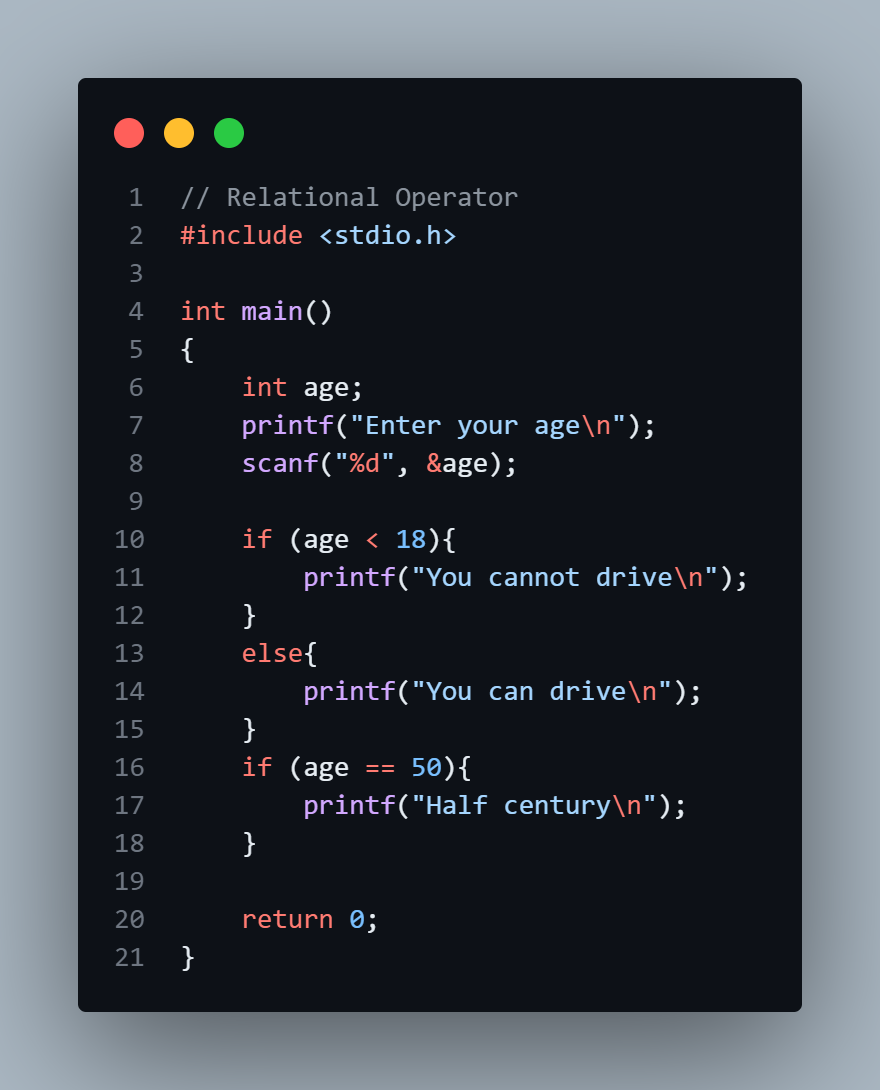 1 // Relational Operator
2 #include <stdio.h>
3
4 int main()
5 {
6     int age;
7     printf("Enter your age\n");
8     scanf("%d", &age);
9
10     if (age < 18){
11         printf("You cannot drive\n");
12     }
13     else{
14         printf("You can drive\n");
15     }
16     if (age == 50){
17         printf("Half century\n");
18     }
19
20     return 0;
21 }